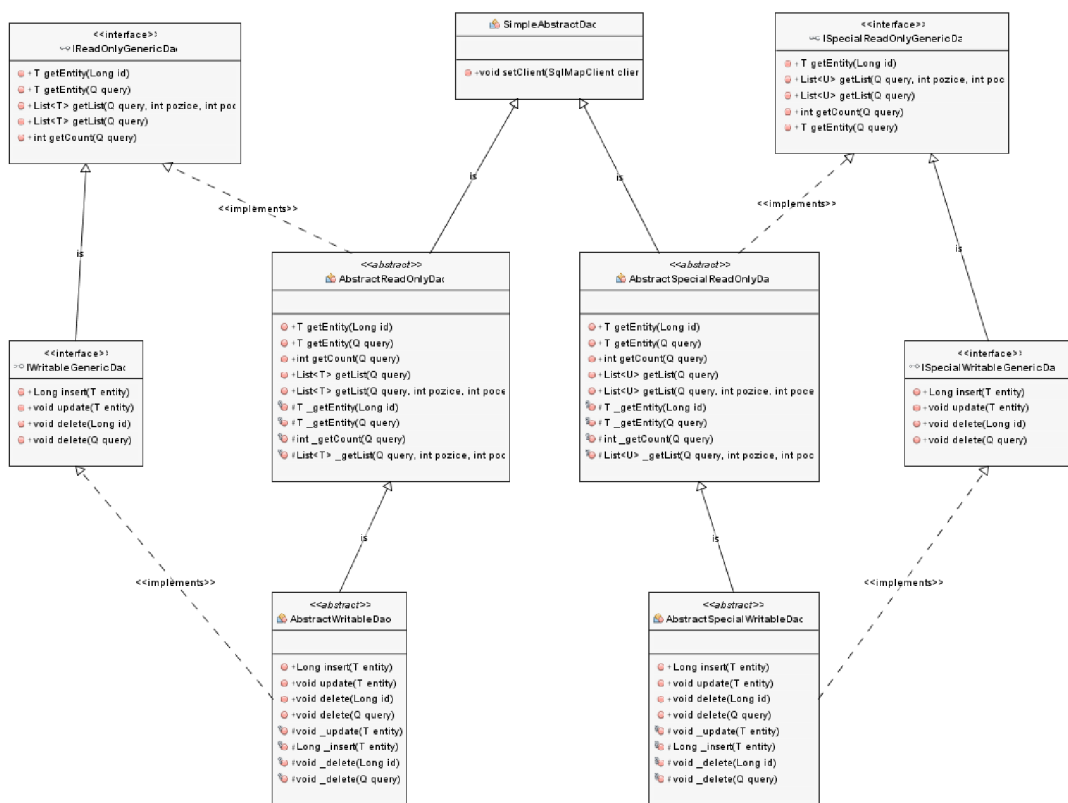 <<interface>>
IReadOnlyGenericDao
+T getEntity(Long id)
+T getEntity(Q query)
+List<T> getList(Q query, int pozice, int poc
+List<T> getList(Q query)
+int getCount(Q query)
SimpleAbstractDao
+void setClient(SqlMapClient clier
<<interface>>
ISpecialReadOnlyGenericDa
+T getEntity(Long id)
+List<U> getList(Q query, int pozice, int poc
+List<U> getList(Q query)
+int getCount(Q query)
+T getEntity(Q query)
is
<<implements>>
is
is
<<implements>>
is
<<abstract>>
AbstractReadOnlyDao
+T getEntity(Long id)
+T getEntity(Q query)
+int getCount(Q query)
+List<T> getList(Q query)
+List<T> getList(Q query, int pozice, int poce
#T _getEntity(Long id)
#T _getEntity(Q query)
#int _getCount(Q query)
#List<T> _getList(Q query, int pozice, int poc
<<abstract>>
AbstractSpecialReadOnlyDa
+T getEntity(Long id)
+T getEntity(Q query)
+int getCount(Q query)
+List<U> getList(Q query)
+List<U> getList(Q query, int pozice, int poce
#T _getEntity(Long id)
#T _getEntity(Q query)
#int _getCount(Q query)
#List<U> _getList(Q query, int pozice, int poc
<<interface>>
IWritableGenericDao
+Long insert(T entity)
+void update(T entity)
+void delete(Long id)
+void delete(Q query)
<<interface>>
ISpecialWritableGenericDa
+Long insert(T entity)
+void update(T entity)
+void delete(Long id)
+void delete(Q query)
<<implements>>
is
is
<<implements>>
<<abstract>>
AbstractWritableDao
+Long insert(T entity)
+void update(T entity)
+void delete(Long id)
+void delete(Q query)
#void _update(T entity)
#Long _insert(T entity)
#void _delete(Long id)
#void _delete(Q query)
<<abstract>>
AbstractSpecialWritableDao
+Long insert(T entity)
+void update(T entity)
+void delete(Long id)
+void delete(Q query)
#void _update(T entity)
#Long _insert(T entity)
#void _delete(Long id)
#void _delete(Q query)